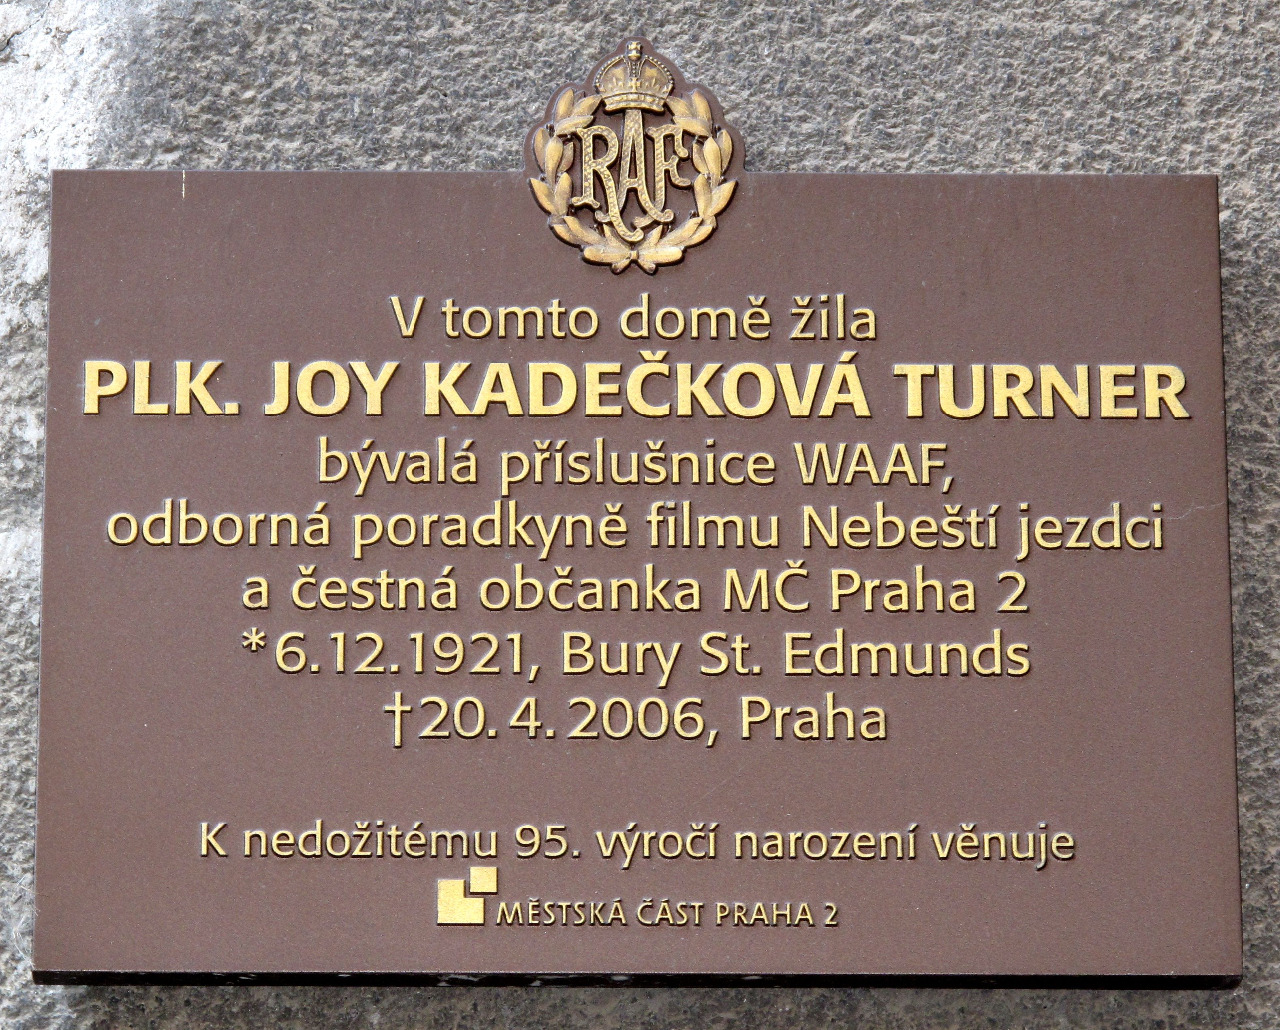 RAF
V tomto domě žila
PLK. JOY KADEČKOVÁ TURNER
bývalá příslušnice WAAF,
odborná poradkyně filmu Nebeští jezdci
a čestná občanka MČ Praha 2
*6.12.1921, Bury St. Edmunds
†20.4.2006, Praha
K nedožitému 95. výročí narození věnuje
MĚSTSKÁ ČÁST PRAHA 2